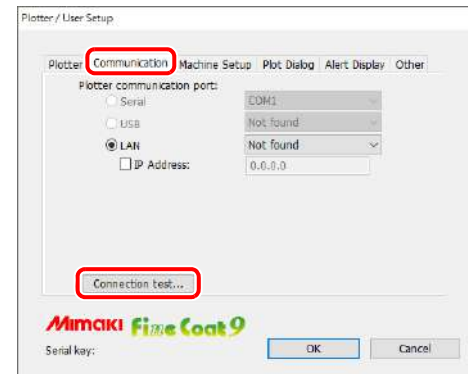 Plotter / User Setup
Plotter Communication Machine Setup Plot Dialog Alert Display Other
Plotter communication port:
Serial COM1
USB Not found
LAN Not found
IP Address: 0.0.0.0
Connection test...
Mimaki Fine Coat 9
Serial key:
OK Cancel